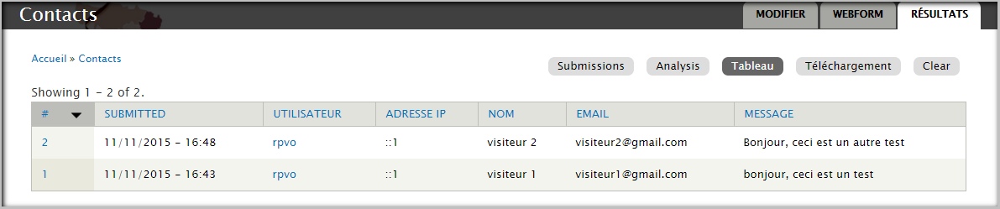 Contacts
MODIFIER WEBFORM RÉSULTATS
Accueil » Contacts
Submissions Analysis Tableau Téléchargement Clear
Showing 1 - 2 of 2.
# SUBMITTED UTILISATEUR ADRESSE IP NOM EMAIL MESSAGE
2 11/11/2015 - 16:48 rpvo ::1 visiteur 2 visiteur2@gmail.com Bonjour, ceci est un autre test
1 11/11/2015 - 16:43 rpvo ::1 visiteur 1 visiteur1@gmail.com bonjour, ceci est un test